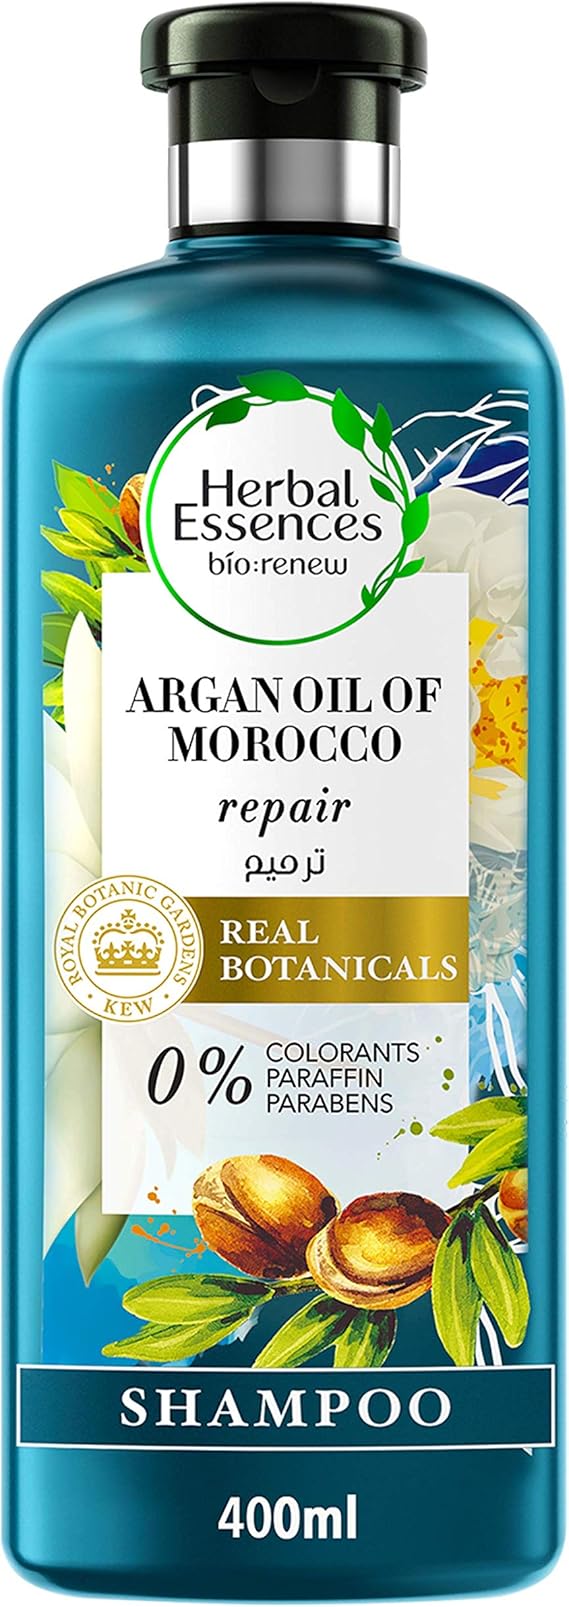 Herbal
Essences
bío:renew
ARGAN OIL OF
MOROCCO
repair
ترميم
ROYAL BOTANIC GARDENS
· KEW ·
REAL
BOTANICALS
0%
COLORANTS
PARAFFIN
PARABENS
SHAMPOO
400ml